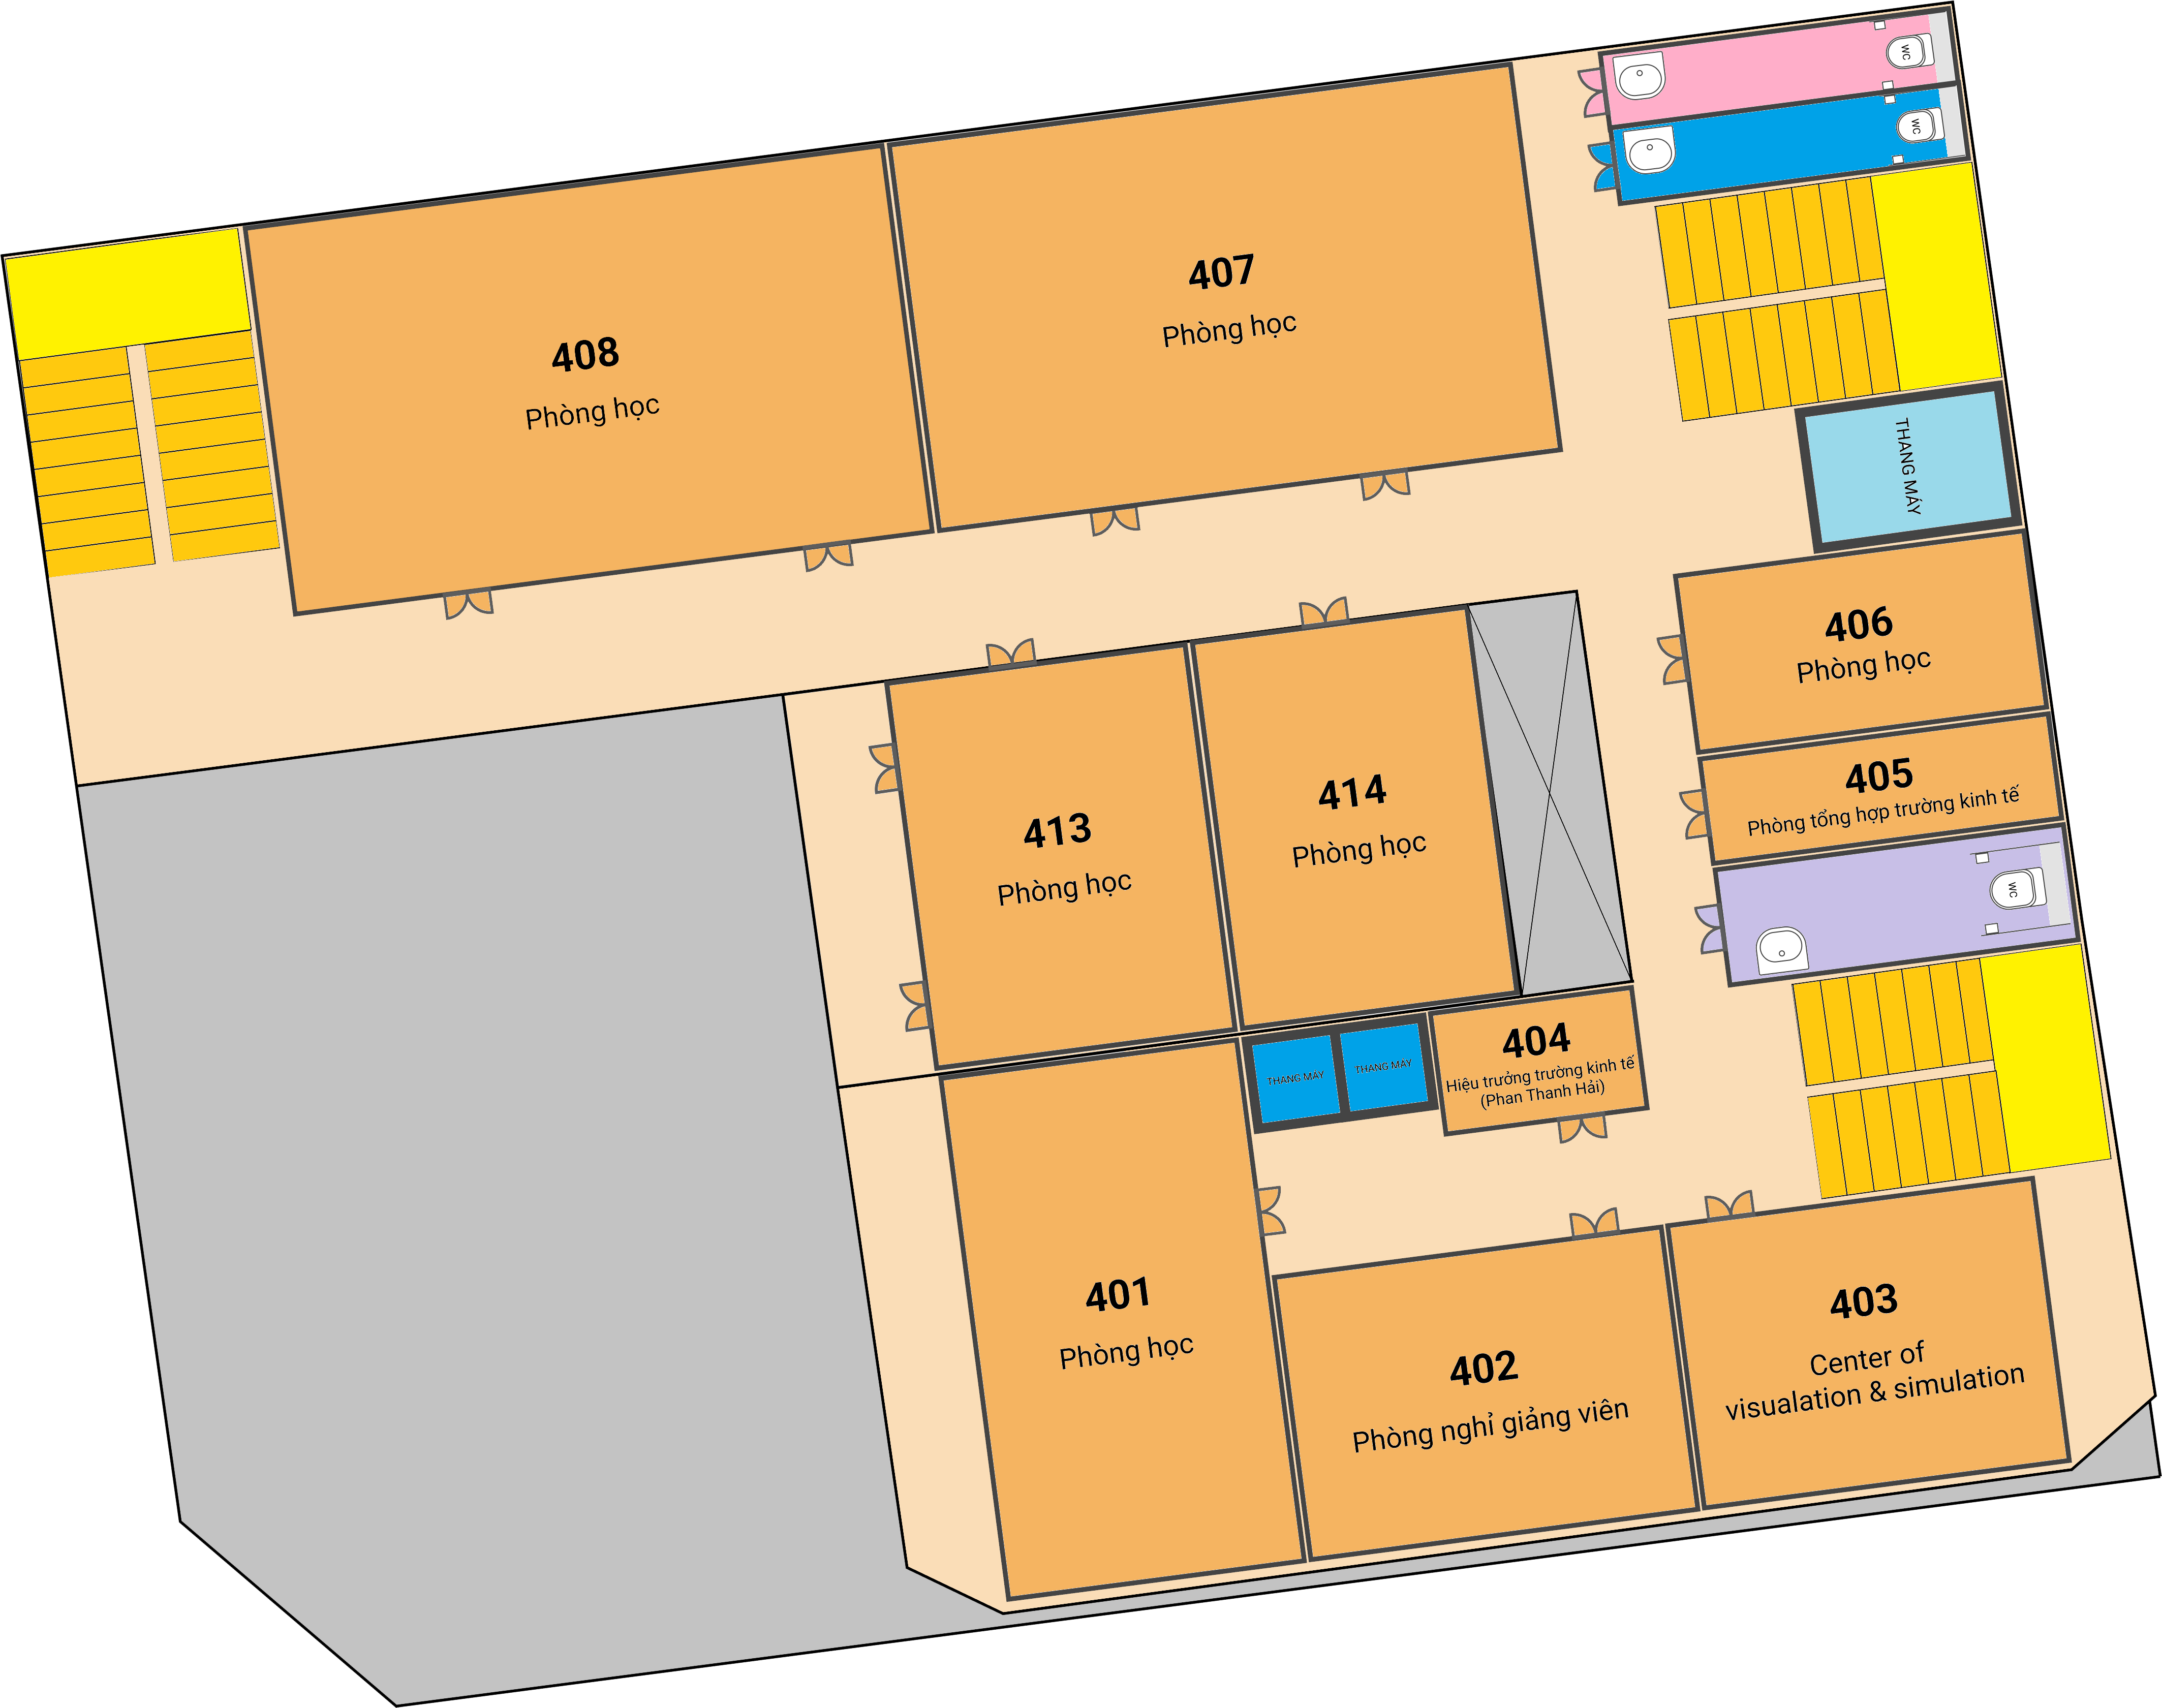 WC
WC
407
Phòng học
408
Phòng học
THANG MÁY
406
Phòng học
405
Phòng tổng hợp trường kinh tế
WC
414
Phòng học
413
Phòng học
404
Hiệu trưởng trường kinh tế
(Phan Thanh Hải)
THANG MÁY
THANG MÁY
401
Phòng học
402
Phòng nghỉ giảng viên
403
Center of
visualation & simulation